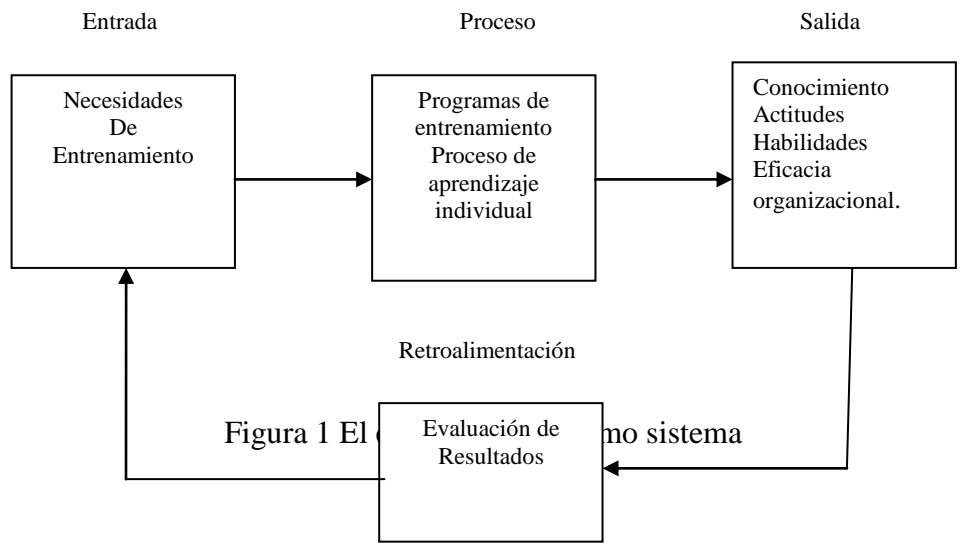 Entrada
Proceso
Salida
Necesidades
De
Entrenamiento
Programas de
entrenamiento
Proceso de
aprendizaje
individual
Conocimiento
Actitudes
Habilidades
Eficacia
organizacional.
Retroalimentación
Evaluación de
Resultados
Figura 1 El mo sistema